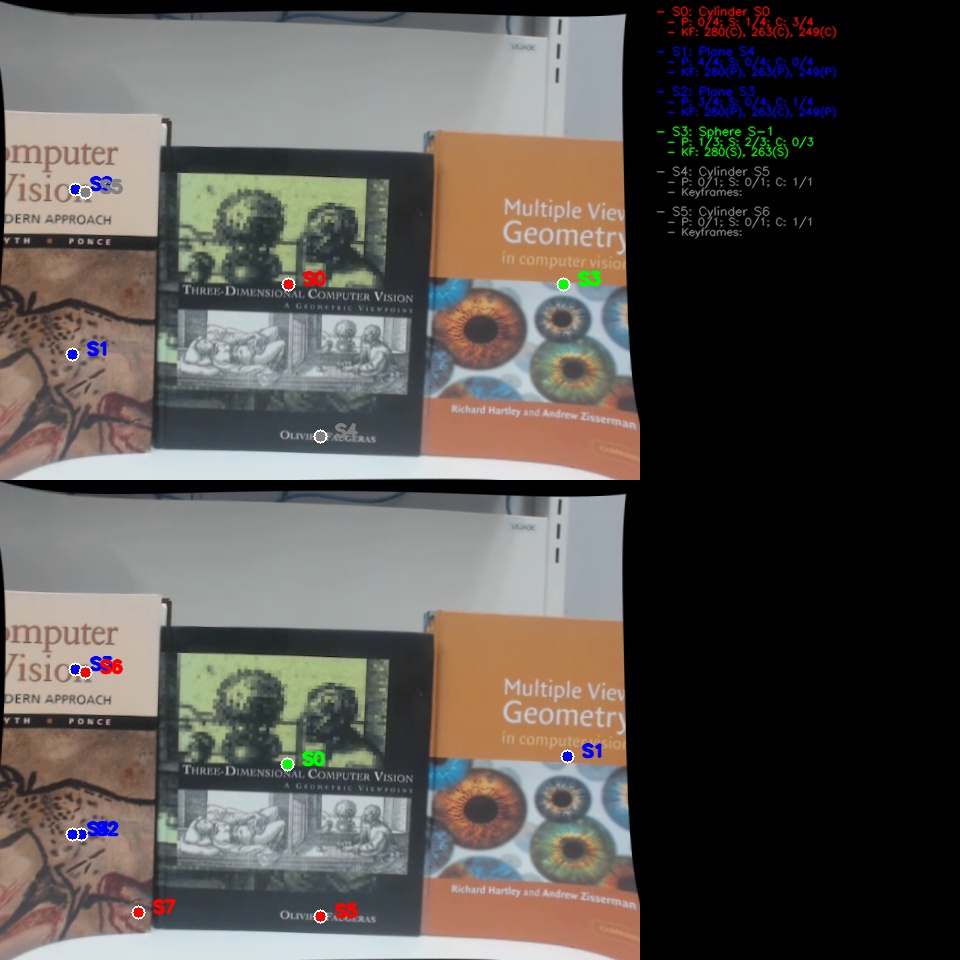 - S0: Cylinder S0
- P: 0/4; S: 1/4; C: 3/4
- KF: 280(C), 263(C), 249(C)
- S1: Plane S4
- P: 4/4; S: 0/4; C: 0/4
- KF: 280(P), 263(P), 249(P)
- S2: Plane S3
- P: 3/4; S: 0/4; C: 1/4
- KF: 280(P), 263(C), 249(P)
- S3: Sphere S-1
- P: 1/3; S: 2/3; C: 0/3
- KF: 280(S), 263(S)
- S4: Cylinder S5
- P: 0/1; S: 0/1; C: 1/1
- Keyframes:
- S5: Cylinder S6
- P: 0/1; S: 0/1; C: 1/1
- Keyframes:
omputer
Vision
DERN APPROACH
YTH PONCE
S1
S0
THREE-DIMENSIONAL COMPUTER VISION
A GEOMETRIC VIEWPOINT
S4
Multiple View
Geometry
in computer vision
S3
Richard Hartley and Andrew Zisserman
omputer
Vision
S6
DERN APPROACH
YTH PONCE
S7
S0
THREE-DIMENSIONAL COMPUTER VISION
A GEOMETRIC VIEWPOINT
S5
Multiple View
Geometry
in computer vision
S1
Richard Hartley and Andrew Zisserman